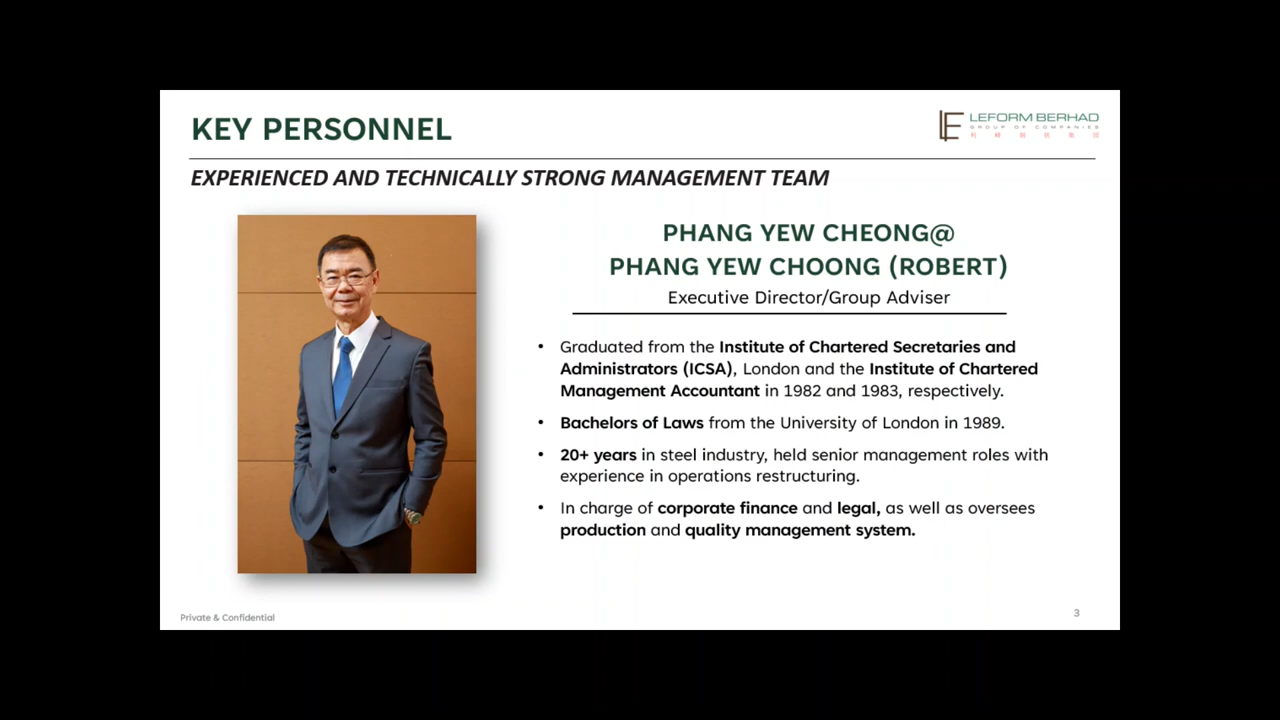 KEY PERSONNEL
LEFORM BERHAD
GROUP OF COMPANIES
EXPERIENCED AND TECHNICALLY STRONG MANAGEMENT TEAM
PHANG YEW CHEONG@
PHANG YEW CHOONG (ROBERT)
Executive Director/Group Adviser
• Graduated from the Institute of Chartered Secretaries and
Administrators (ICSA), London and the Institute of Chartered
Management Accountant in 1982 and 1983, respectively.
• Bachelors of Laws from the University of London in 1989.
• 20+ years in steel industry, held senior management roles with
experience in operations restructuring.
• In charge of corporate finance and legal, as well as oversees
production and quality management system.
Private & Confidential
3